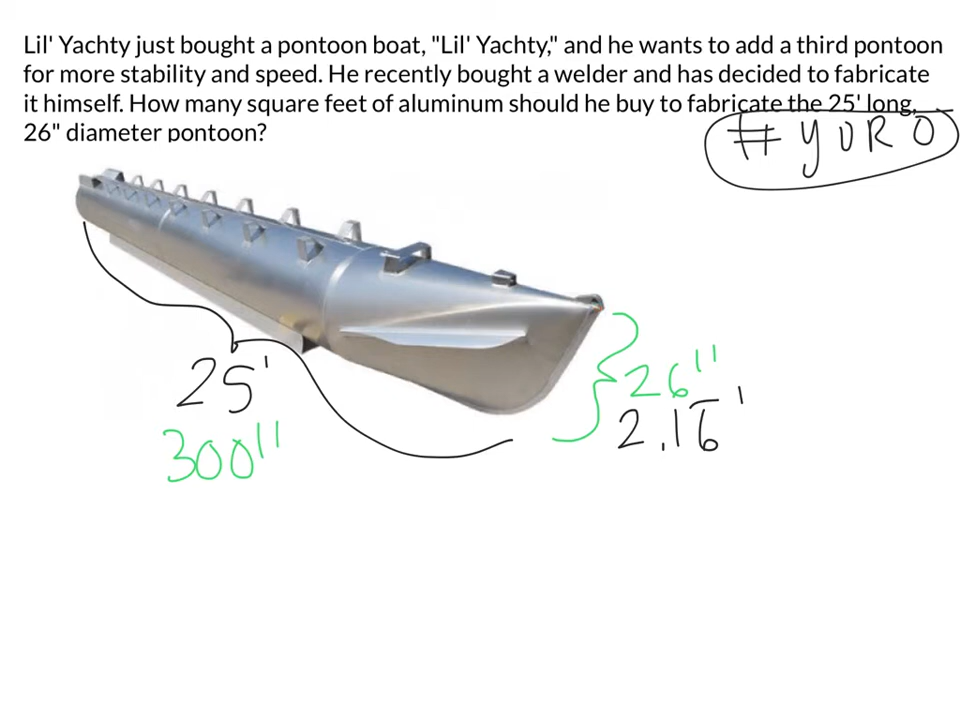 Lil' Yachty just bought a pontoon boat, "Lil' Yachty," and he wants to add a third pontoon
for more stability and speed. He recently bought a welder and has decided to fabricate
it himself. How many square feet of aluminum should he buy to fabricate the 25' long,
26" diameter pontoon?
#YORO
25'
300"
26"
2.16̅'